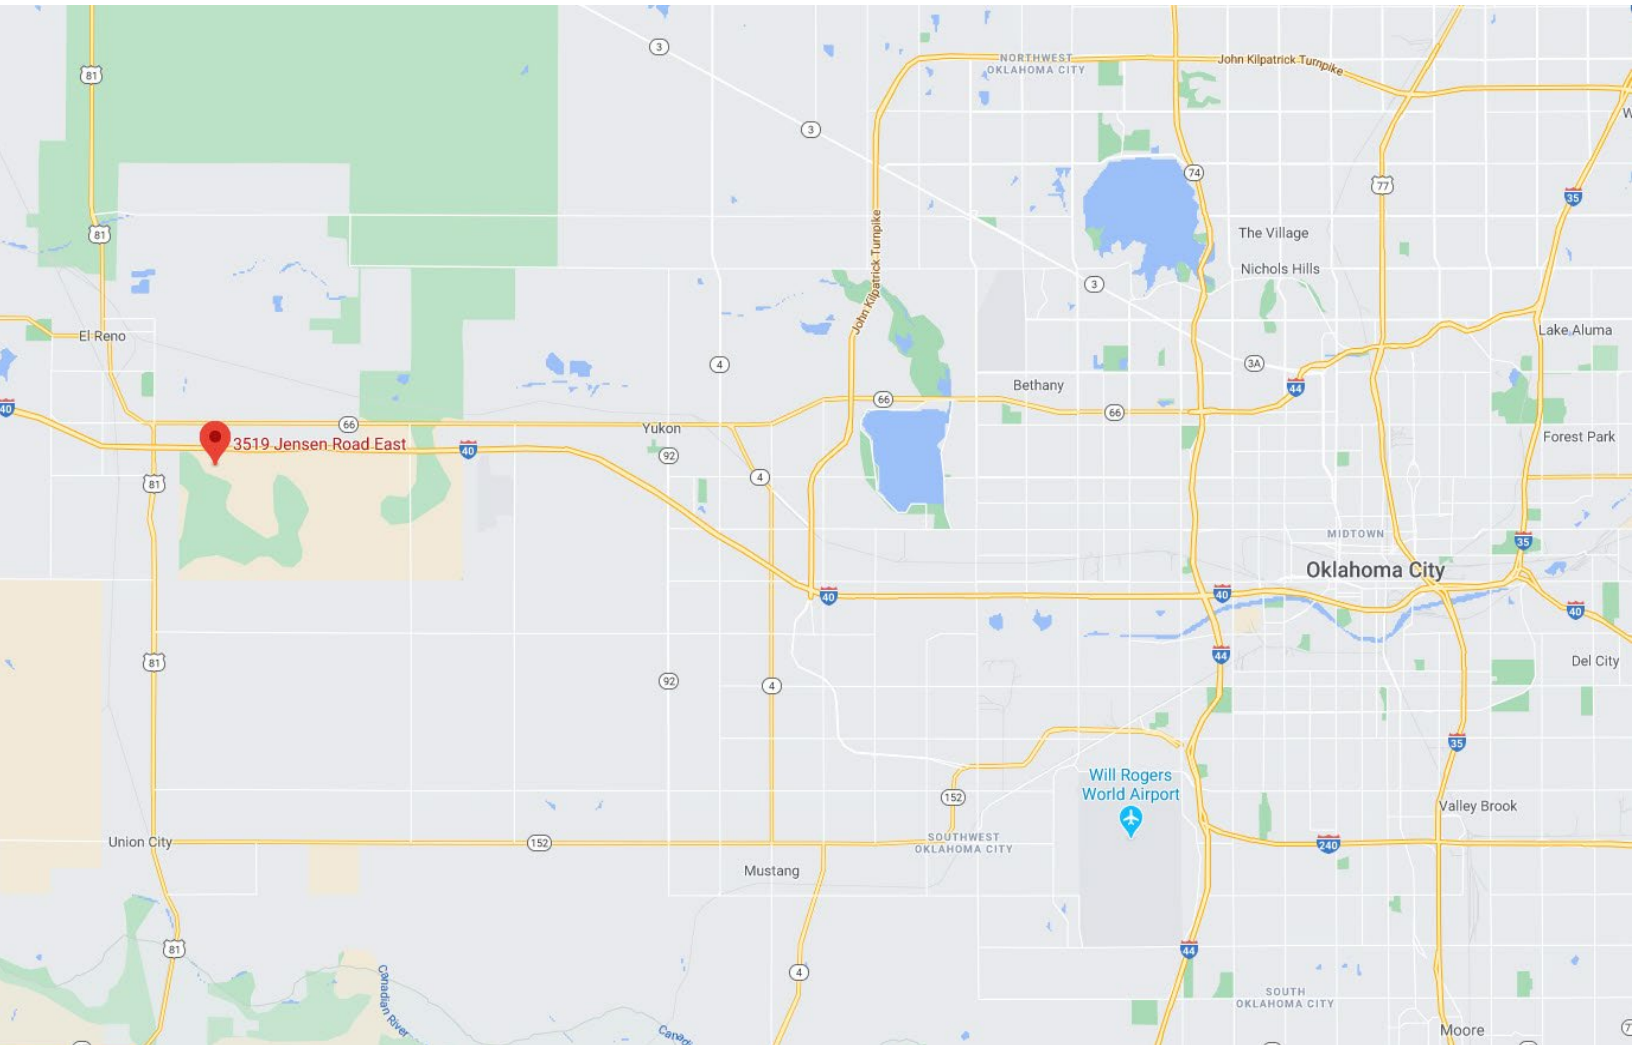 3
81
NORTHWEST
OKLAHOMA CITY
John Kilpatrick Turnpike
3
74
77
35
John Kilpatrick Turnpike
81
The Village
Nichols Hills
3
El Reno
Lake Aluma
4
3A
Bethany
44
40
66
66
66
Yukon
3519 Jensen Road East
40
92
Forest Park
4
81
MIDTOWN
35
Oklahoma City
40
40
40
44
81
92
4
Del City
35
Will Rogers
World Airport
152
Valley Brook
Union City
152
SOUTHWEST
OKLAHOMA CITY
240
Mustang
81
44
4
Canadian River
SOUTH
OKLAHOMA CITY
Moore